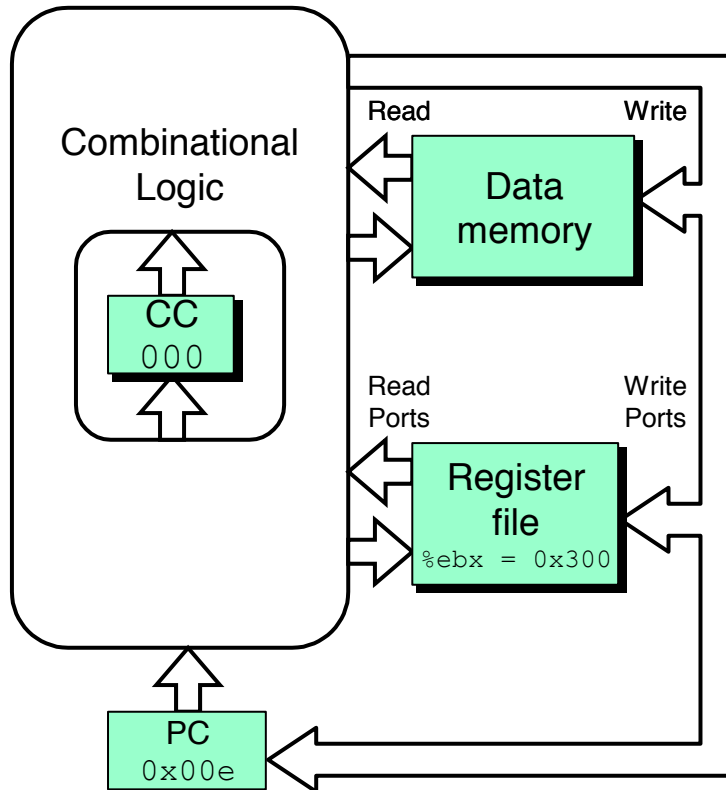 Read
Write
Combinational
Logic
Data
memory
CC
000
Read
Ports
Write
Ports
Register
file
%ebx = 0x300
PC
0x00e